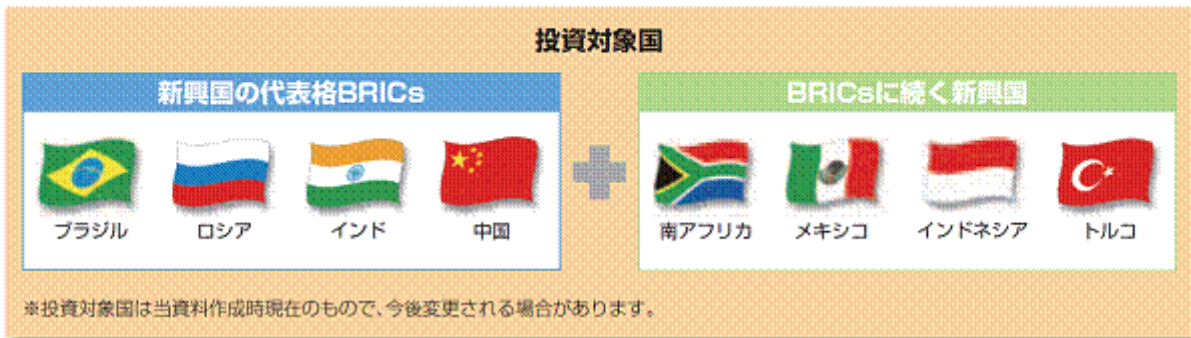 投資対象国
新興国の代表格BRICs
BRICsに続く新興国
ブラジル
ロシア
インド
中国
南アフリカ
メキシコ
インドネシア
トルコ
※投資対象国は当資料作成時現在のもので、今後変更される場合があります。